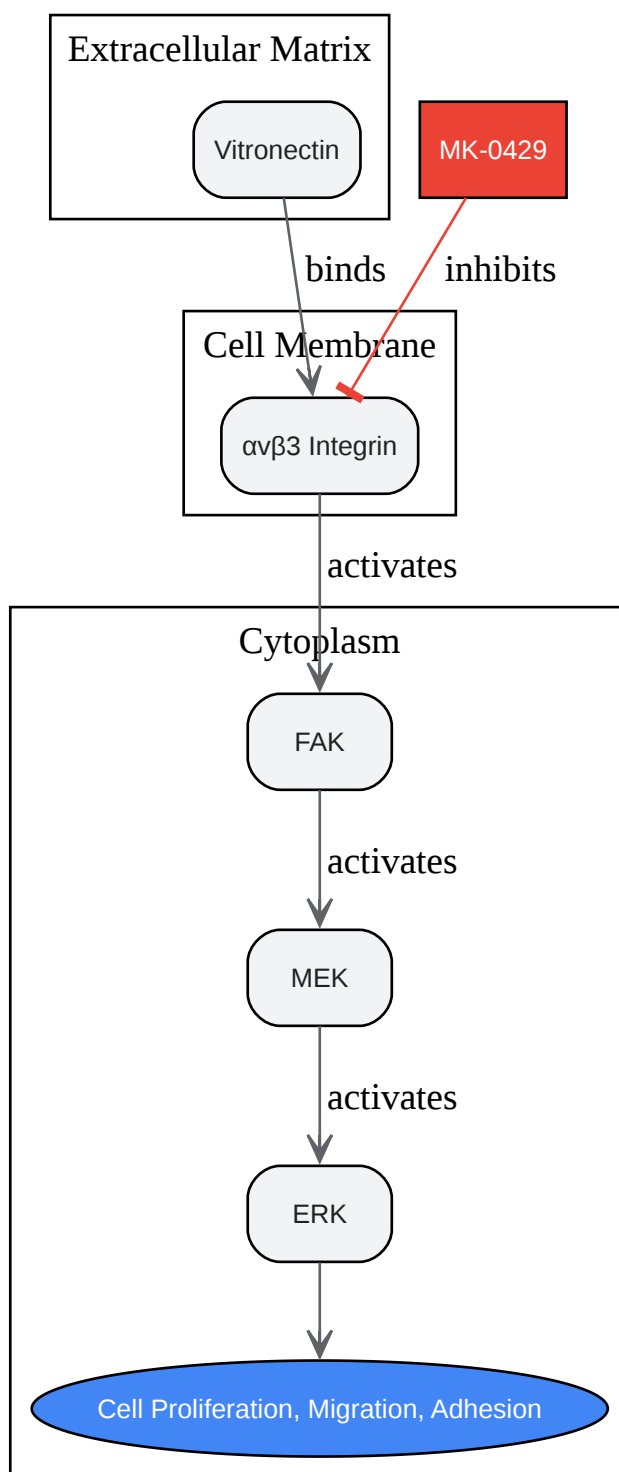 Extracellular Matrix
Vitronectin
MK-0429
binds
inhibits
Cell Membrane
αvβ3 Integrin
activates
Cytoplasm
FAK
activates
MEK
activates
ERK
Cell Proliferation, Migration, Adhesion